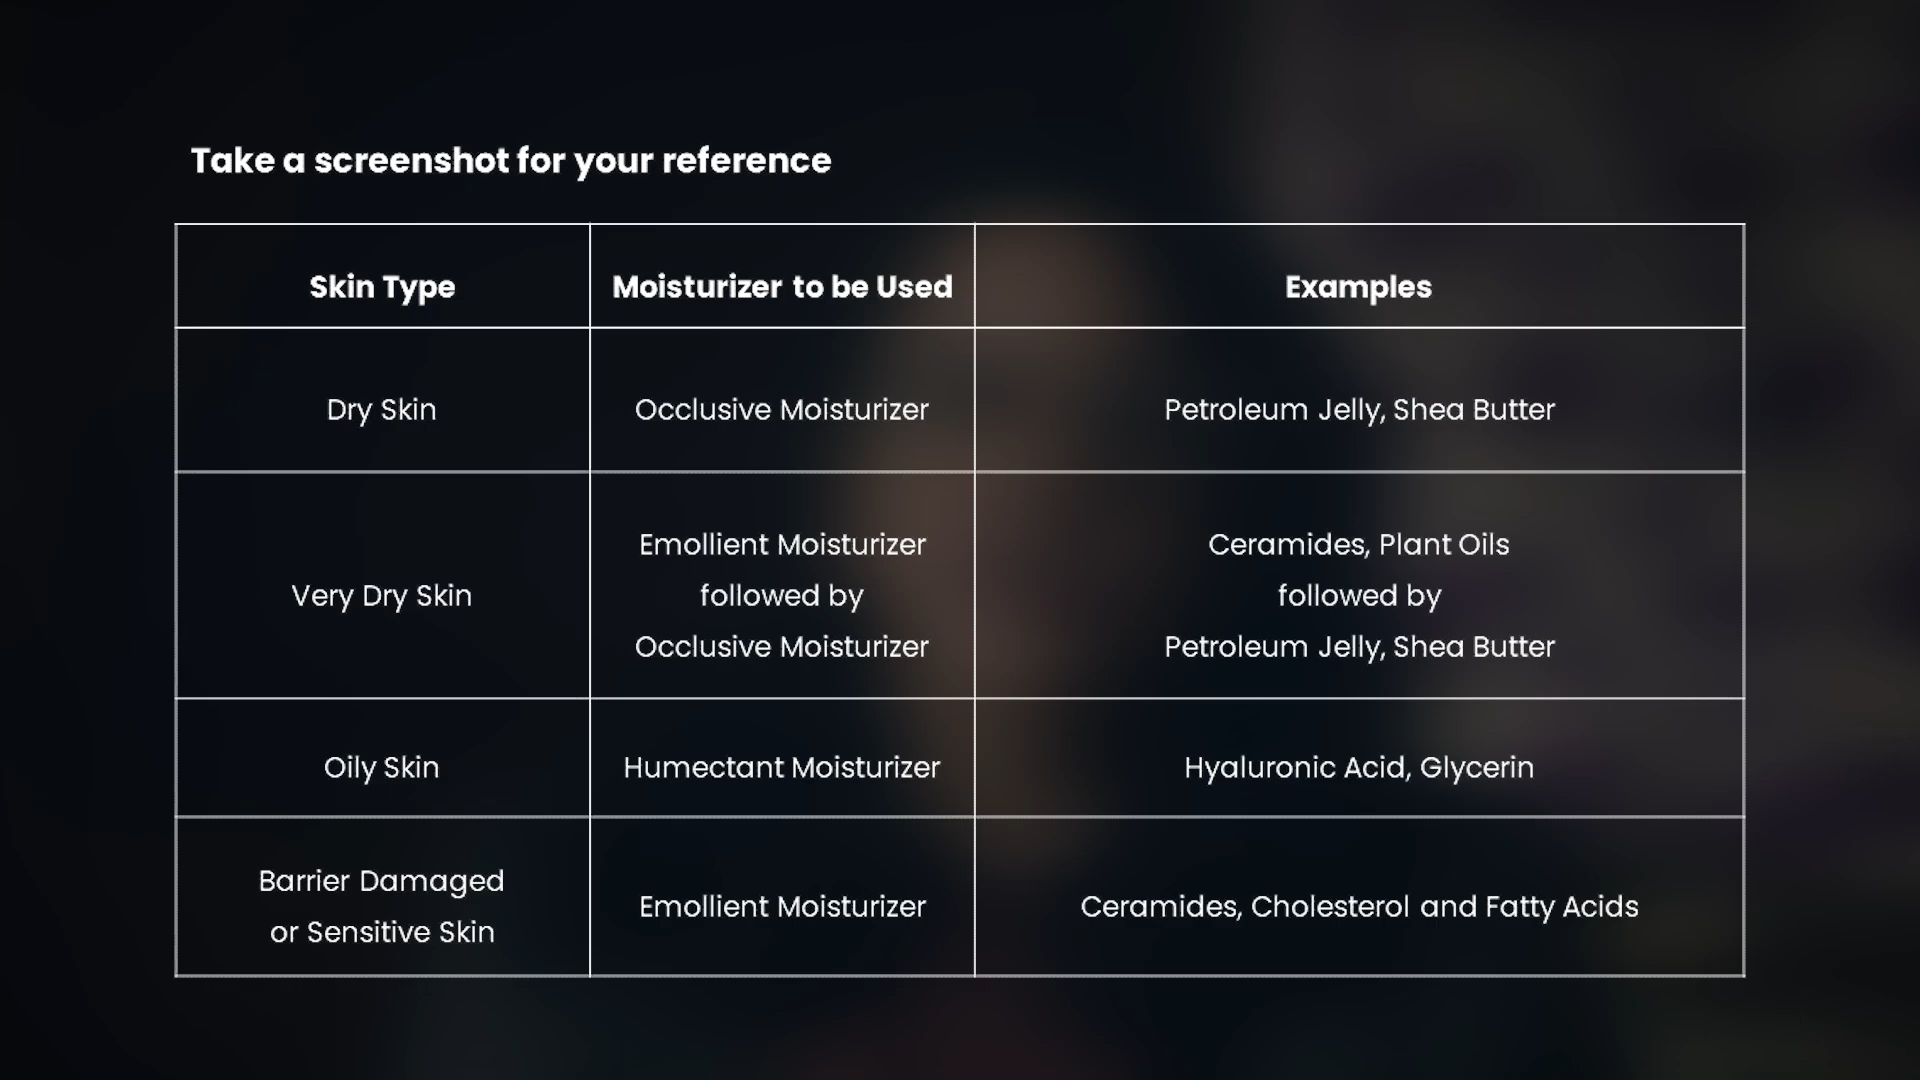 Take a screenshot for your reference
Skin Type
Moisturizer to be Used
Examples
Dry Skin
Occlusive Moisturizer
Petroleum Jelly, Shea Butter
Very Dry Skin
Emollient Moisturizer
followed by
Occlusive Moisturizer
Ceramides, Plant Oils
followed by
Petroleum Jelly, Shea Butter
Oily Skin
Humectant Moisturizer
Hyaluronic Acid, Glycerin
Barrier Damaged
or Sensitive Skin
Emollient Moisturizer
Ceramides, Cholesterol and Fatty Acids